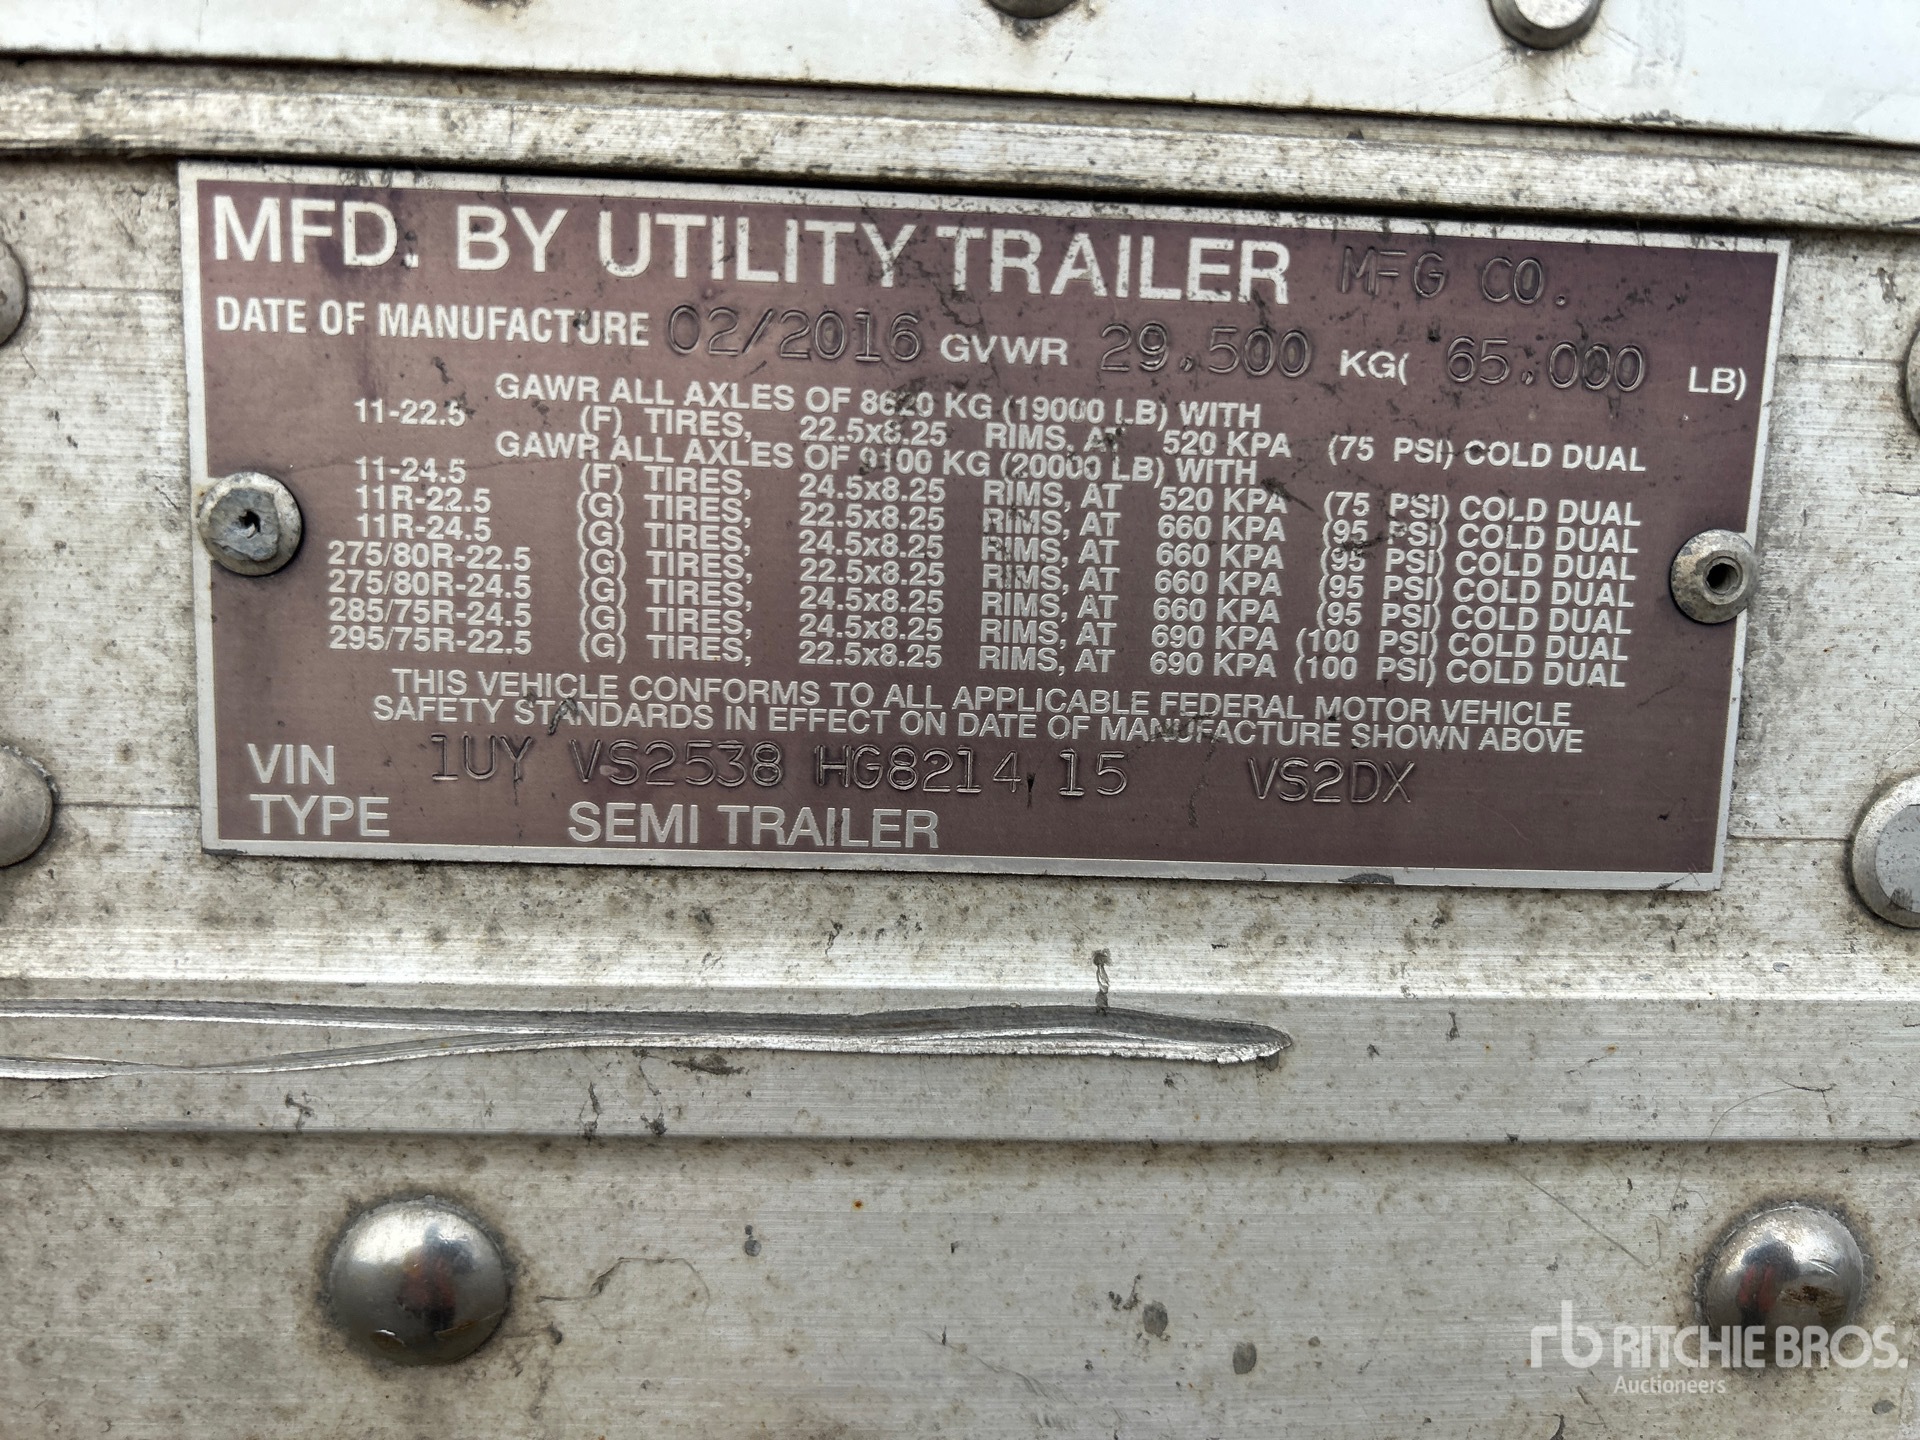 MFD. BY UTILITY TRAILER MFG CO.
DATE OF MANUFACTURE 02/2016 GVWR 29,500 KG( 65,000 LB)
GAWR ALL AXLES OF 8620 KG (19000 LB) WITH
11-22.5 (F) TIRES, 22.5x8.25 RIMS, AT 520 KPA (75 PSI) COLD DUAL
GAWR ALL AXLES OF 9100 KG (20000 LB) WITH
11-24.5 (F) TIRES, 24.5x8.25 RIMS, AT 520 KPA (75 PSI) COLD DUAL
11R-22.5 (G) TIRES, 22.5x8.25 RIMS, AT 660 KPA (95 PSI) COLD DUAL
11R-24.5 (G) TIRES, 24.5x8.25 RIMS, AT 660 KPA (95 PSI) COLD DUAL
275/80R-22.5 (G) TIRES, 22.5x8.25 RIMS, AT 660 KPA (95 PSI) COLD DUAL
275/80R-24.5 (G) TIRES, 24.5x8.25 RIMS, AT 660 KPA (95 PSI) COLD DUAL
285/75R-24.5 (G) TIRES, 24.5x8.25 RIMS, AT 690 KPA (100 PSI) COLD DUAL
295/75R-22.5 (G) TIRES, 22.5x8.25 RIMS, AT 690 KPA (100 PSI) COLD DUAL
THIS VEHICLE CONFORMS TO ALL APPLICABLE FEDERAL MOTOR VEHICLE
SAFETY STANDARDS IN EFFECT ON DATE OF MANUFACTURE SHOWN ABOVE
VIN 1UY VS2538 HG8214 15 VS2DX
TYPE SEMI TRAILER
rb RITCHIE BROS.
Auctioneers